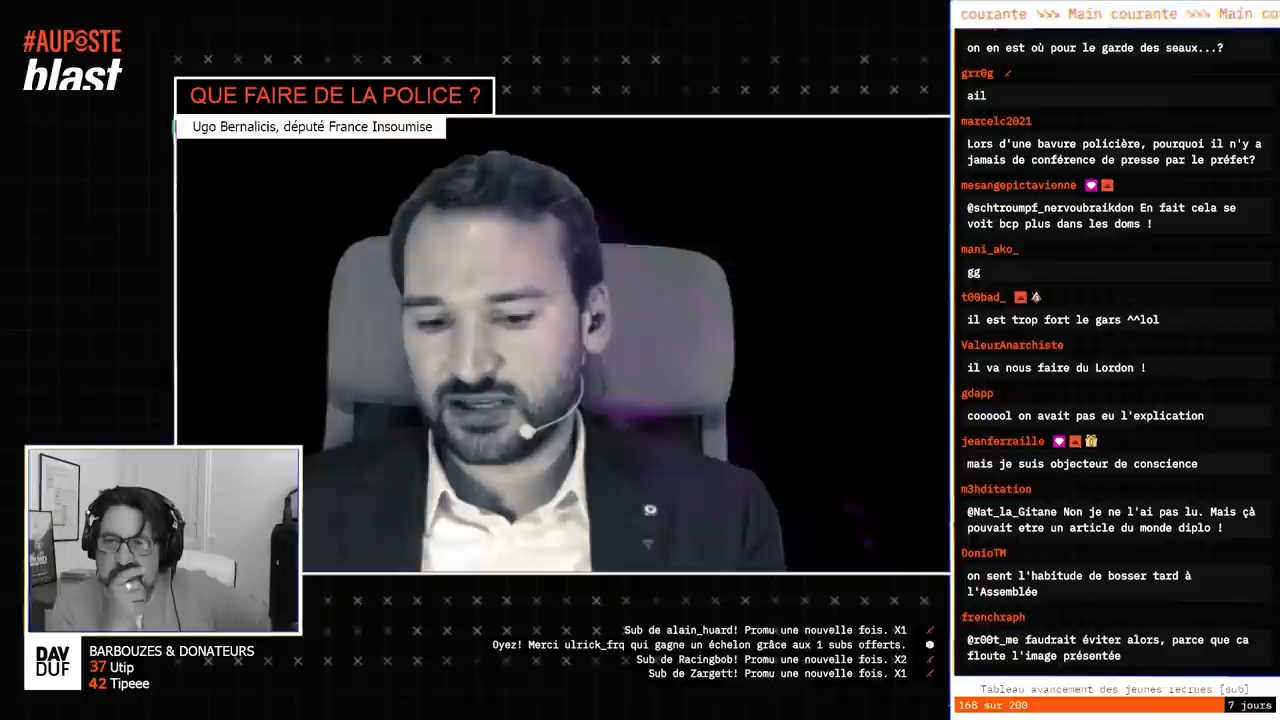 #AUPOSTE
blast
QUE FAIRE DE LA POLICE ?
Ugo Bernalicis, député France Insoumise
DAV
DUF
BARBOUZES & DONATEURS
37 Utip
42 Tipeee
Sub de alain_huard! Promu une nouvelle fois. X1
Oyez! Merci ulrick_frq qui gagne un échelon grâce aux 1 subs offerts.
Sub de Racingbob! Promu une nouvelle fois. X2
Sub de Zargett! Promu une nouvelle fois. X1
courante Main courante Main co
on en est où pour le garde des seaux...?
grr0g
ail
marcelc2021
Lors d'une bavure policière, pourquoi il n'y a
jamais de conférence de presse par le préfet?
mesangepictavienne
@schtroumpf_nervoubraikdon En fait cela se
voit bcp plus dans les doms !
mani_ako_
gg
t00bad_
il est trop fort le gars ^^lol
ValeurAnarchiste
il va nous faire du Lordon !
gdapp
coooool on avait pas eu l'explication
jeanferraille
mais je suis objecteur de conscience
m3hditation
@Nat_la_Gitane Non je ne l'ai pas lu. Mais çà
pouvait etre un article du monde diplo !
DonioTM
on sent l'habitude de bosser tard à
l'Assemblée
frenchraph
@r00t_me faudrait éviter alors, parce que ca
floute l'image présentée
Tableau avancement des jeunes recrues [sub]
168 sur 200
7 jours